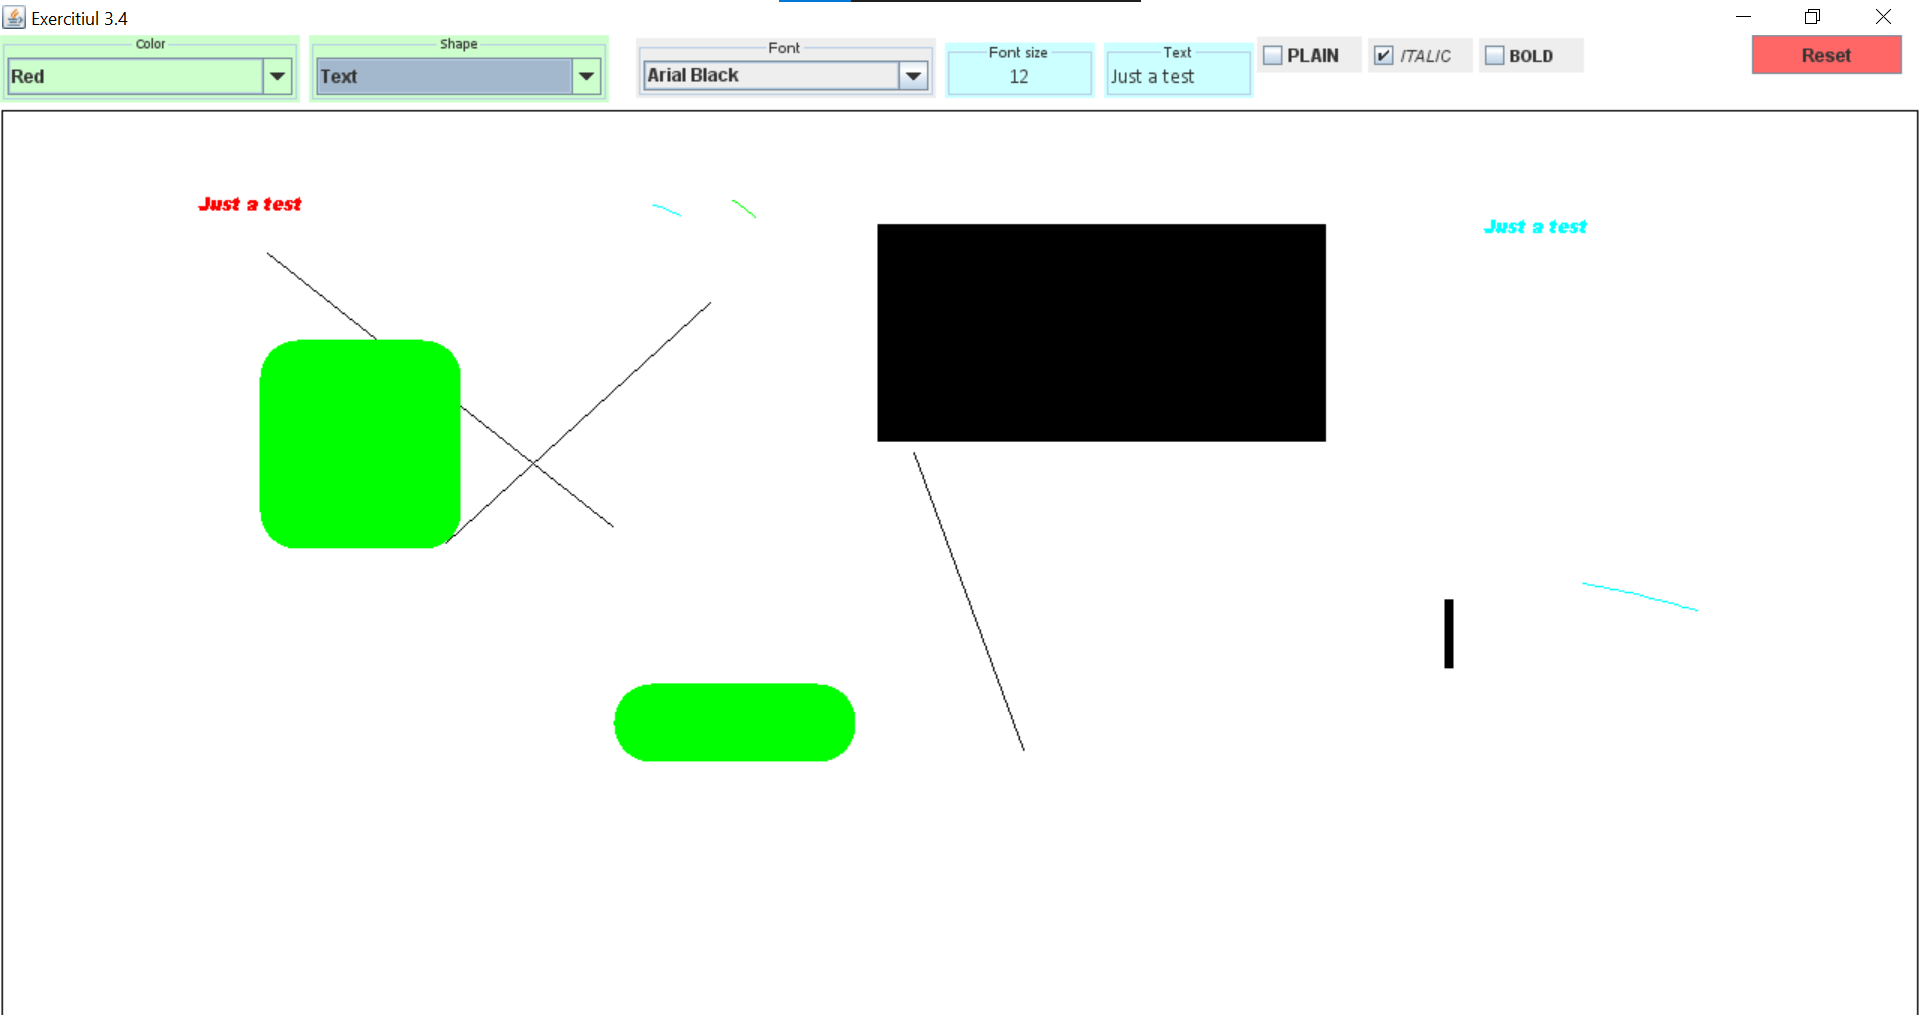 Exercitiul 3.4
Color
Red
Shape
Text
Font
Arial Black
Font size
12
Text
Just a test
PLAIN
ITALIC
BOLD
Reset
Just a test
Just a test